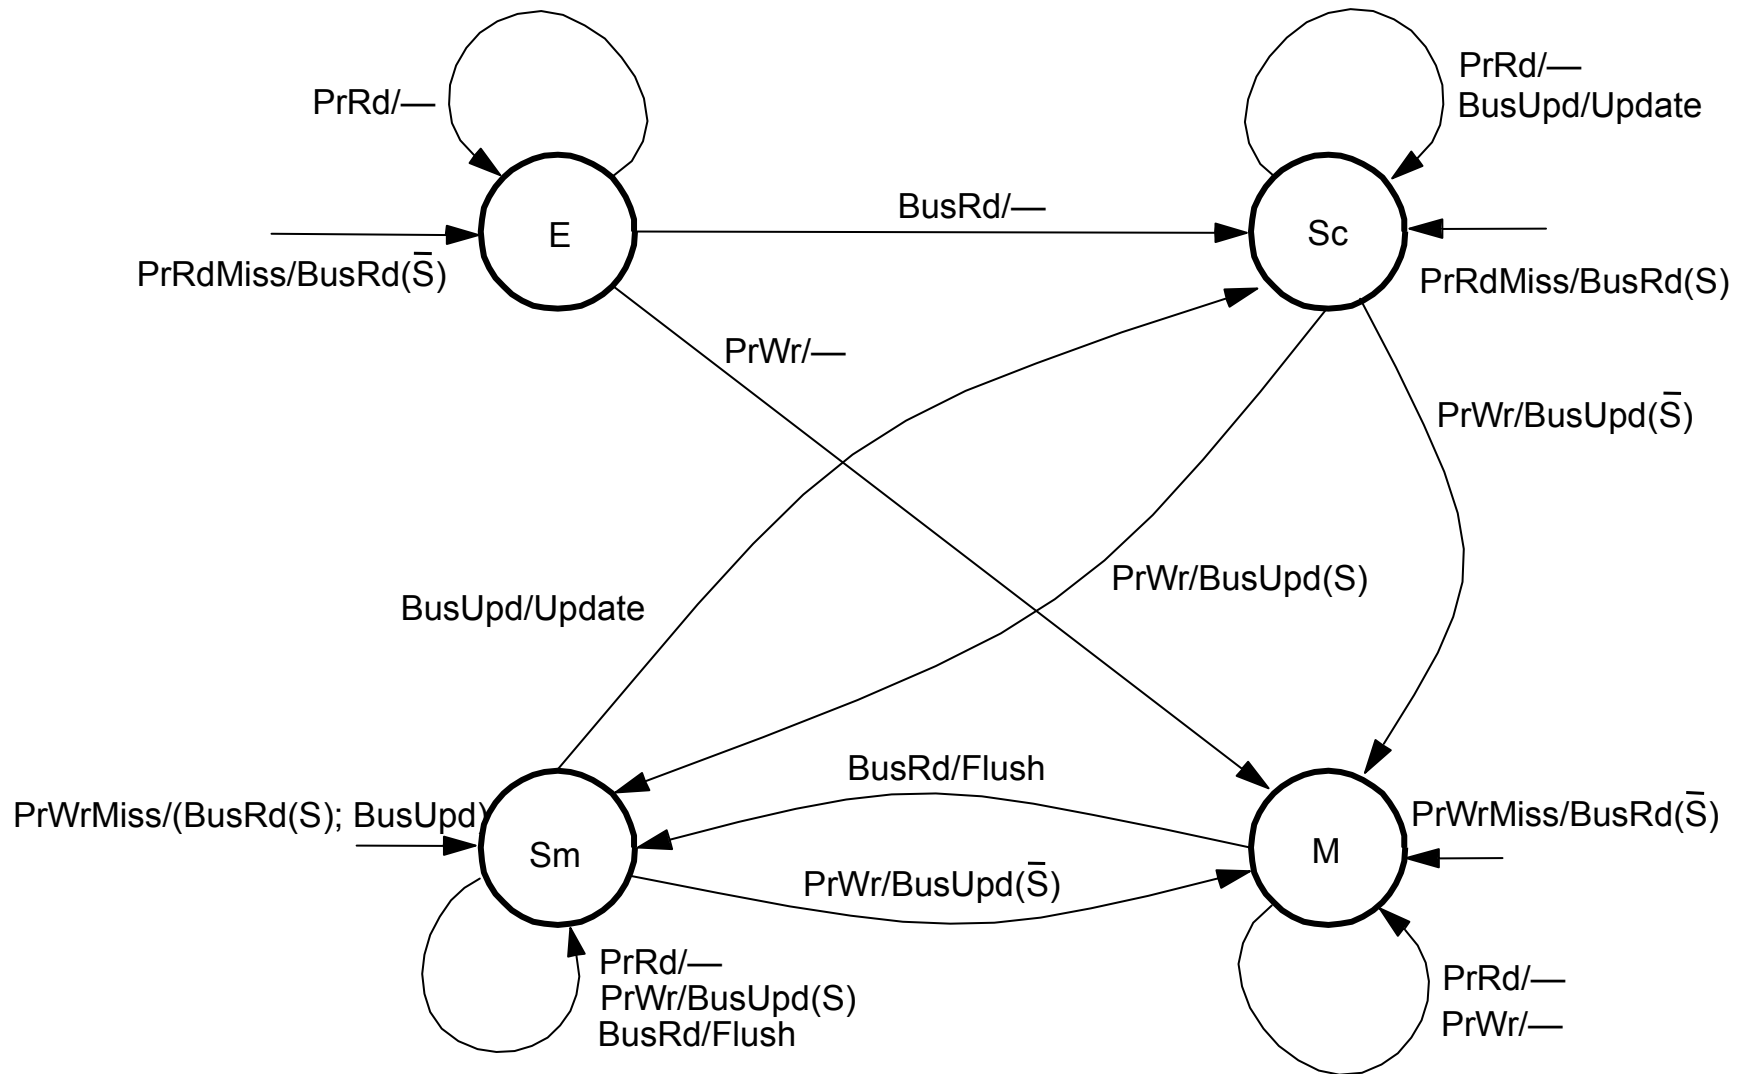 PrRd/—
PrRd/—
BusUpd/Update
E
BusRd/—
Sc
PrRdMiss/BusRd(S̅)
PrRdMiss/BusRd(S)
PrWr/—
PrWr/BusUpd(S̅)
BusUpd/Update
PrWr/BusUpd(S)
BusRd/Flush
PrWrMiss/(BusRd(S); BusUpd)
PrWrMiss/BusRd(S̅)
Sm
M
PrWr/BusUpd(S̅)
PrRd/—
PrWr/BusUpd(S)
BusRd/Flush
PrRd/—
PrWr/—